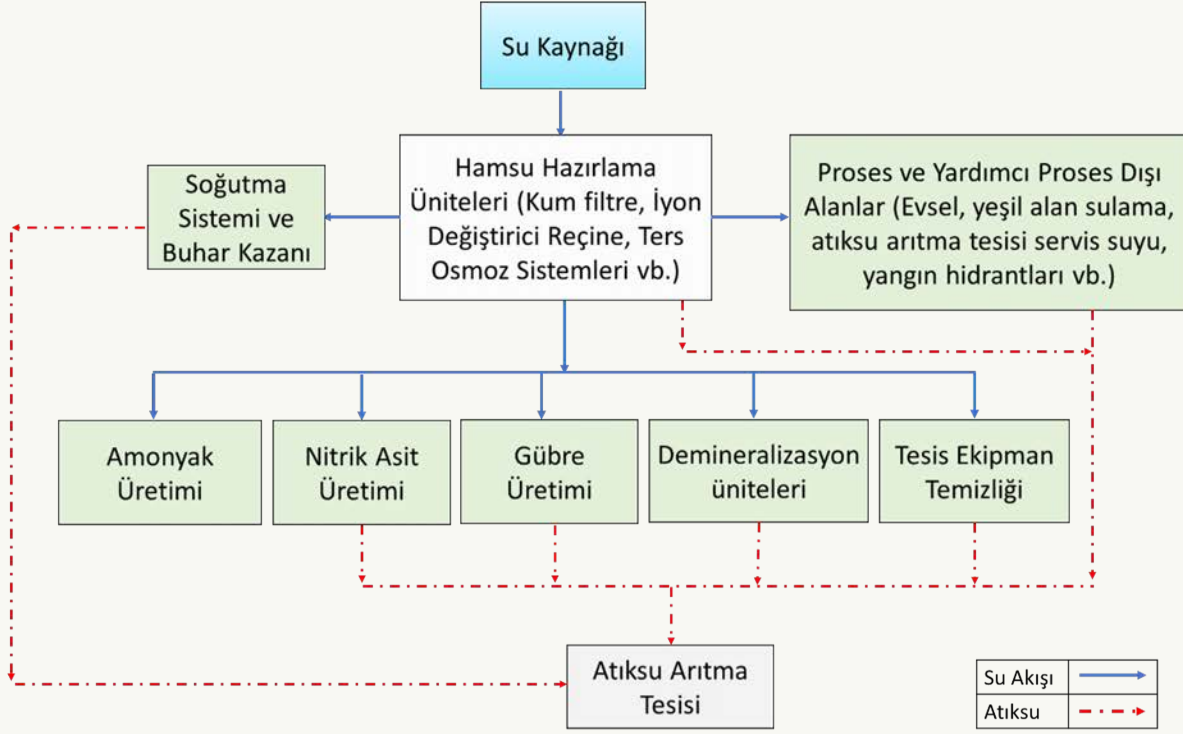 Su Kaynağı
Hamsu Hazırlama
Üniteleri (Kum filtre, İyon
Değiştirici Reçine, Ters
Osmoz Sistemleri vb.)
Soğutma
Sistemi ve
Buhar Kazanı
Proses ve Yardımcı Proses Dışı
Alanlar (Evsel, yeşil alan sulama,
atıksu arıtma tesisi servis suyu,
yangın hidrantları vb.)
Amonyak
Üretimi
Nitrik Asit
Üretimi
Gübre
Üretimi
Demineralizasyon
üniteleri
Tesis Ekipman
Temizliği
Atıksu Arıtma
Tesisi
Su Akışı
Atıksu